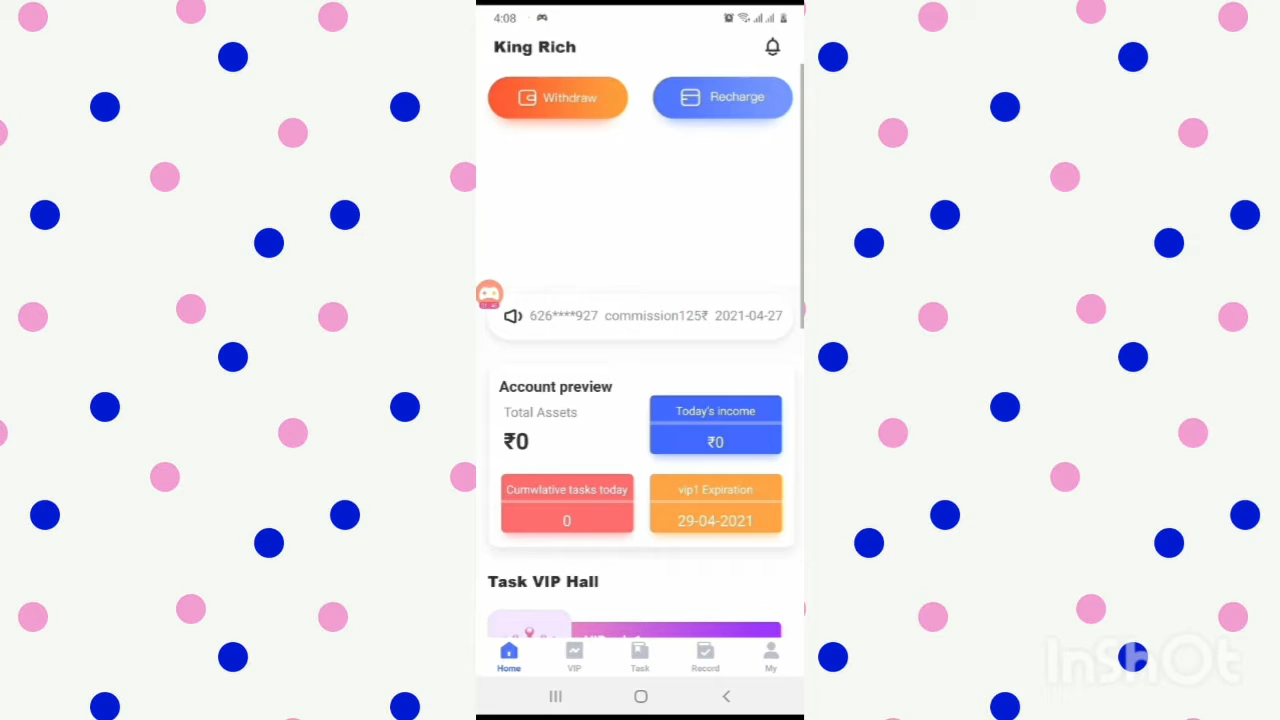 4:08
King Rich
Withdraw
Recharge
626****927 commission125₹ 2021-04-27
Account preview
Total Assets
₹0
Today's income
₹0
Cumwlative tasks today
0
vip1 Expiration
29-04-2021
Task VIP Hall
Home
VIP
Task
Record
My
InShOt